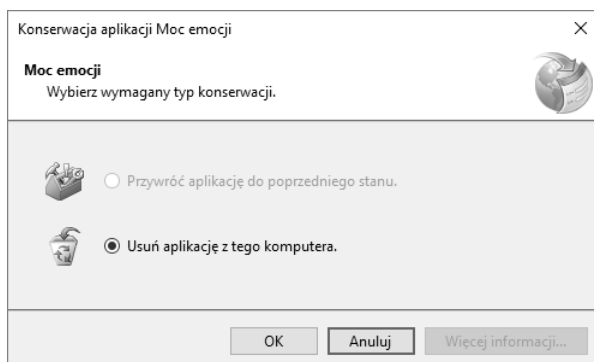 Konserwacja aplikacji Moc emocji
Moc emocji
Wybierz wymagany typ konserwacji.
Przywróć aplikację do poprzedniego stanu.
Usuń aplikację z tego komputera.
OK Anuluj Więcej informacji...